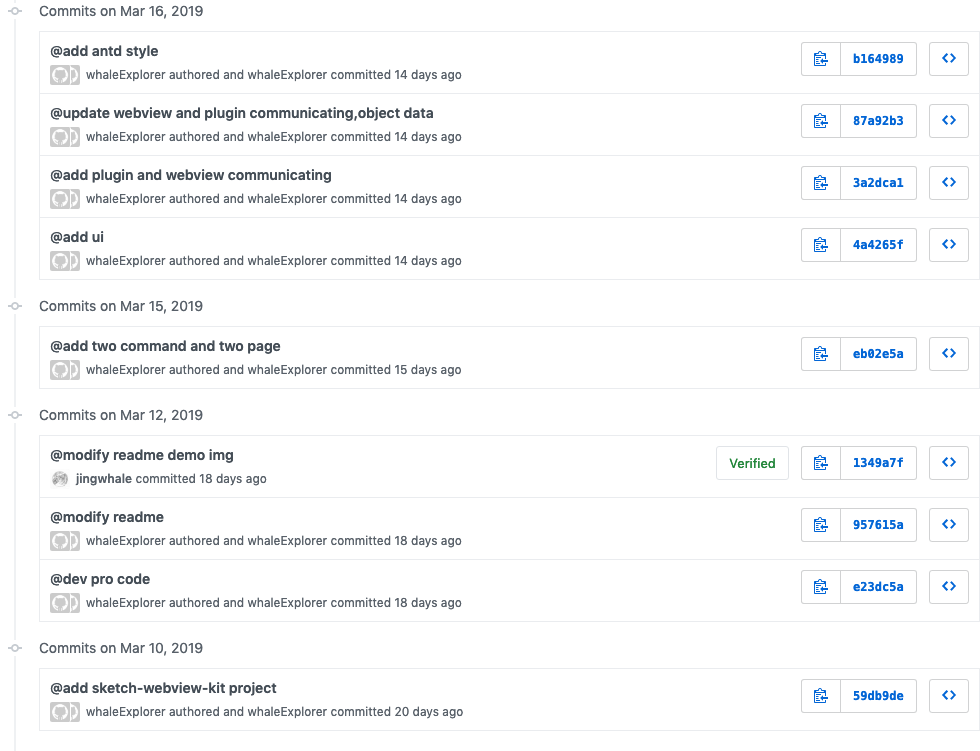 Commits on Mar 16, 2019
@add antd style
whaleExplorer authored and whaleExplorer committed 14 days ago
b164989
@update webview and plugin communicating,object data
whaleExplorer authored and whaleExplorer committed 14 days ago
87a92b3
@add plugin and webview communicating
whaleExplorer authored and whaleExplorer committed 14 days ago
3a2dca1
@add ui
whaleExplorer authored and whaleExplorer committed 14 days ago
4a4265f
Commits on Mar 15, 2019
@add two command and two page
whaleExplorer authored and whaleExplorer committed 15 days ago
eb02e5a
Commits on Mar 12, 2019
@modify readme demo img
jingwhale committed 18 days ago
Verified
1349a7f
@modify readme
whaleExplorer authored and whaleExplorer committed 18 days ago
957615a
@dev pro code
whaleExplorer authored and whaleExplorer committed 18 days ago
e23dc5a
Commits on Mar 10, 2019
@add sketch-webview-kit project
whaleExplorer authored and whaleExplorer committed 20 days ago
59db9de